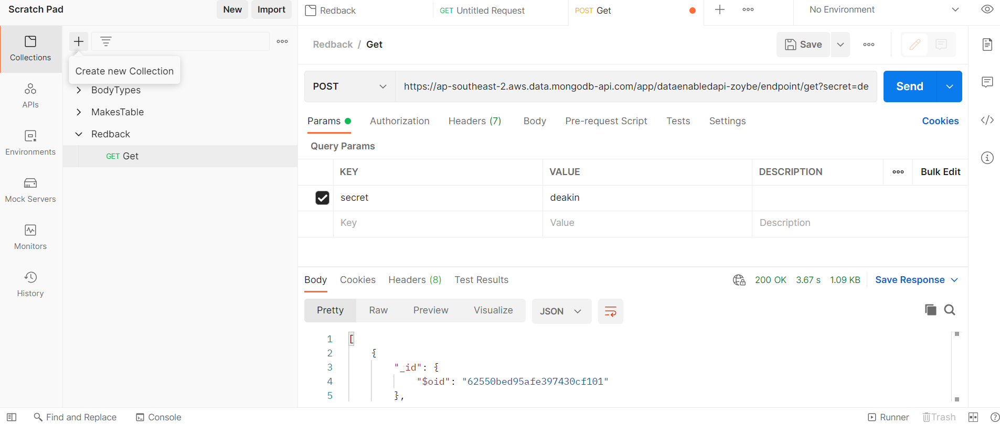 Scratch Pad
New
Import
Redback
GET Untitled Request
POST Get
No Environment
Collections
APIs
Environments
Mock Servers
Monitors
History
Create new Collection
BodyTypes
MakesTable
Redback
GET Get
Redback / Get
Save
POST
https://ap-southeast-2.aws.data.mongodb-api.com/app/dataenabledapi-zoybe/endpoint/get?secret=de
Send
Params
Authorization
Headers (7)
Body
Pre-request Script
Tests
Settings
Cookies
Query Params
KEY
VALUE
DESCRIPTION
Bulk Edit
secret
deakin
Key
Value
Description
Body
Cookies
Headers (8)
Test Results
200 OK
3.67 s
1.09 KB
Save Response
Pretty
Raw
Preview
Visualize
JSON
1 [
2 {
3 "_id": {
4 "$oid": "62550bed95afe397430cf101"
5 },
Find and Replace
Console
Runner
Trash